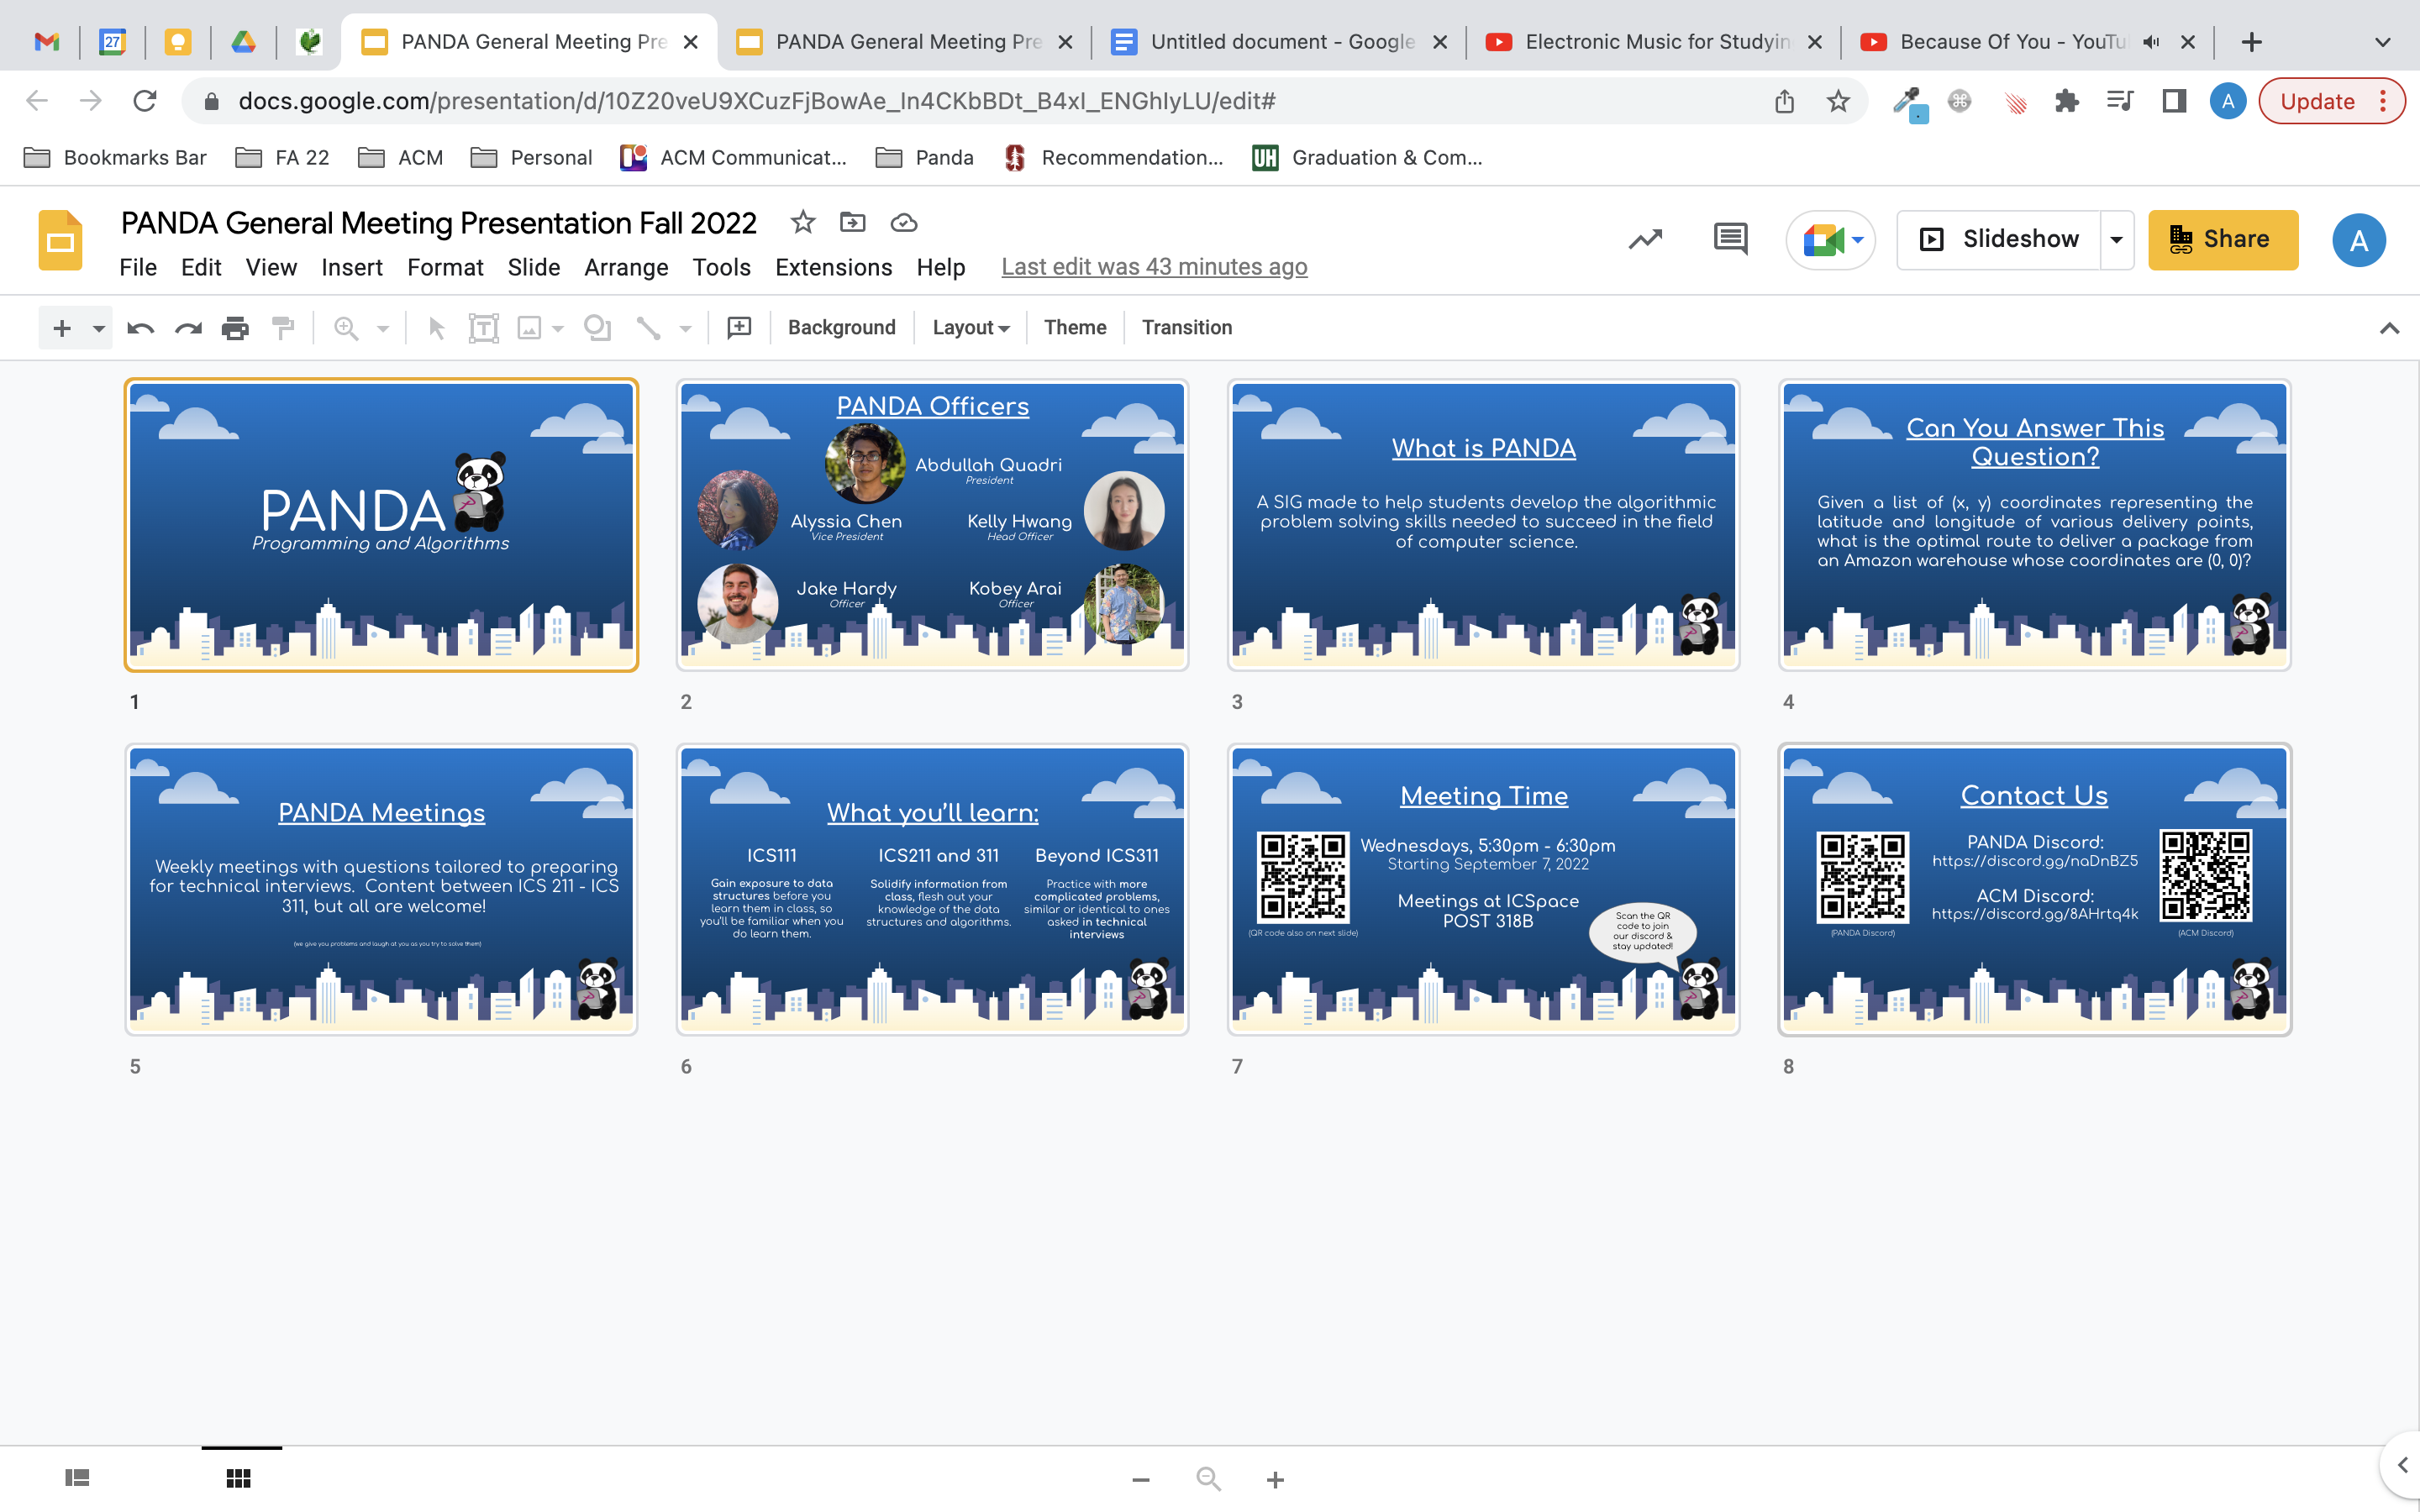 27
PANDA General Meeting Pre
PANDA General Meeting Pre
Untitled document - Google
Electronic Music for Studyin
Because Of You - YouTu
docs.google.com/presentation/d/10Z20veU9XCuzFjBowAe_In4CKbBDt_B4xI_ENGhIyLU/edit#
A
Update
Bookmarks Bar
FA 22
ACM
Personal
ACM Communicat...
Panda
Recommendation...
UH
Graduation & Com...
PANDA General Meeting Presentation Fall 2022
File Edit View Insert Format Slide Arrange Tools Extensions Help
Last edit was 43 minutes ago
Slideshow
Share
A
Background
Layout
Theme
Transition
PANDA
Programming and Algorithms
1
PANDA Officers
Abdullah Quadri
President
Alyssia Chen
Vice President
Kelly Hwang
Head Officer
Jake Hardy
Officer
Kobey Arai
Officer
2
What is PANDA
A SIG made to help students develop the algorithmic
problem solving skills needed to succeed in the field
of computer science.
3
Can You Answer This
Question?
Given a list of (x, y) coordinates representing the
latitude and longitude of various delivery points,
what is the optimal route to deliver a package from
an Amazon warehouse whose coordinates are (0, 0)?
4
PANDA Meetings
Weekly meetings with questions tailored to preparing
for technical interviews. Content between ICS 211 - ICS
311, but all are welcome!
(we give you problems and laugh at you as you try to solve them)
5
What you'll learn:
ICS111
Gain exposure to data
structures before you
learn them in class, so
you'll be familiar when you
do learn them.
ICS211 and 311
Solidify information from
class, flesh out your
knowledge of the data
structures and algorithms.
Beyond ICS311
Practice with more
complicated problems,
similar or identical to ones
asked in technical
interviews
6
Meeting Time
Wednesdays, 5:30pm - 6:30pm
Starting September 7, 2022
Meetings at ICSpace
POST 318B
(QR code also on next slide)
Scan the QR
code to join
our discord &
stay updated!
7
Contact Us
PANDA Discord:
https://discord.gg/naDnBZ5
ACM Discord:
https://discord.gg/8AHrtq4k
(PANDA Discord)
(ACM Discord)
8